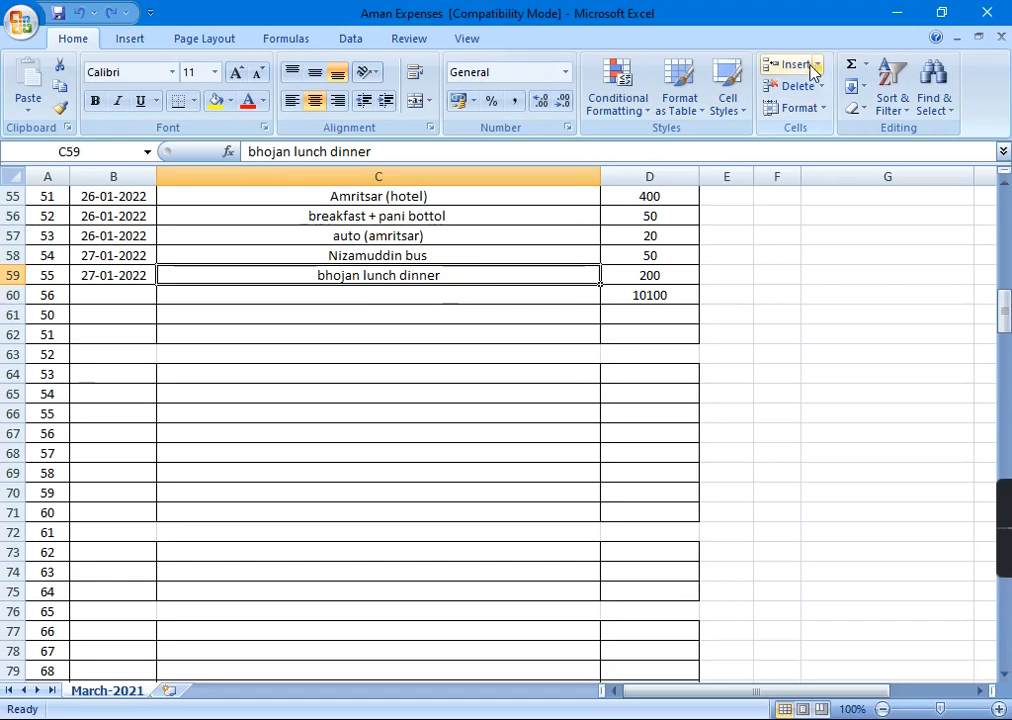 Aman Expenses [Compatibility Mode] - Microsoft Excel
Home Insert Page Layout Formulas Data Review View
Paste
Clipboard
Calibri 11
B I U
Font
Alignment
General
% ,
Number
Conditional Formatting
Format as Table
Cell Styles
Styles
Insert
Delete
Format
Cells
Σ
Sort & Filter
Find & Select
Editing
C59 fx bhojan lunch dinner
A B C D E F G
55 51 26-01-2022 Amritsar (hotel) 400
56 52 26-01-2022 breakfast + pani bottol 50
57 53 26-01-2022 auto (amritsar) 20
58 54 27-01-2022 Nizamuddin bus 50
59 55 27-01-2022 bhojan lunch dinner 200
60 56 10100
61 50
62 51
63 52
64 53
65 54
66 55
67 56
68 57
69 58
70 59
71 60
72 61
73 62
74 63
75 64
76 65
77 66
78 67
79 68
March-2021
Ready 100%